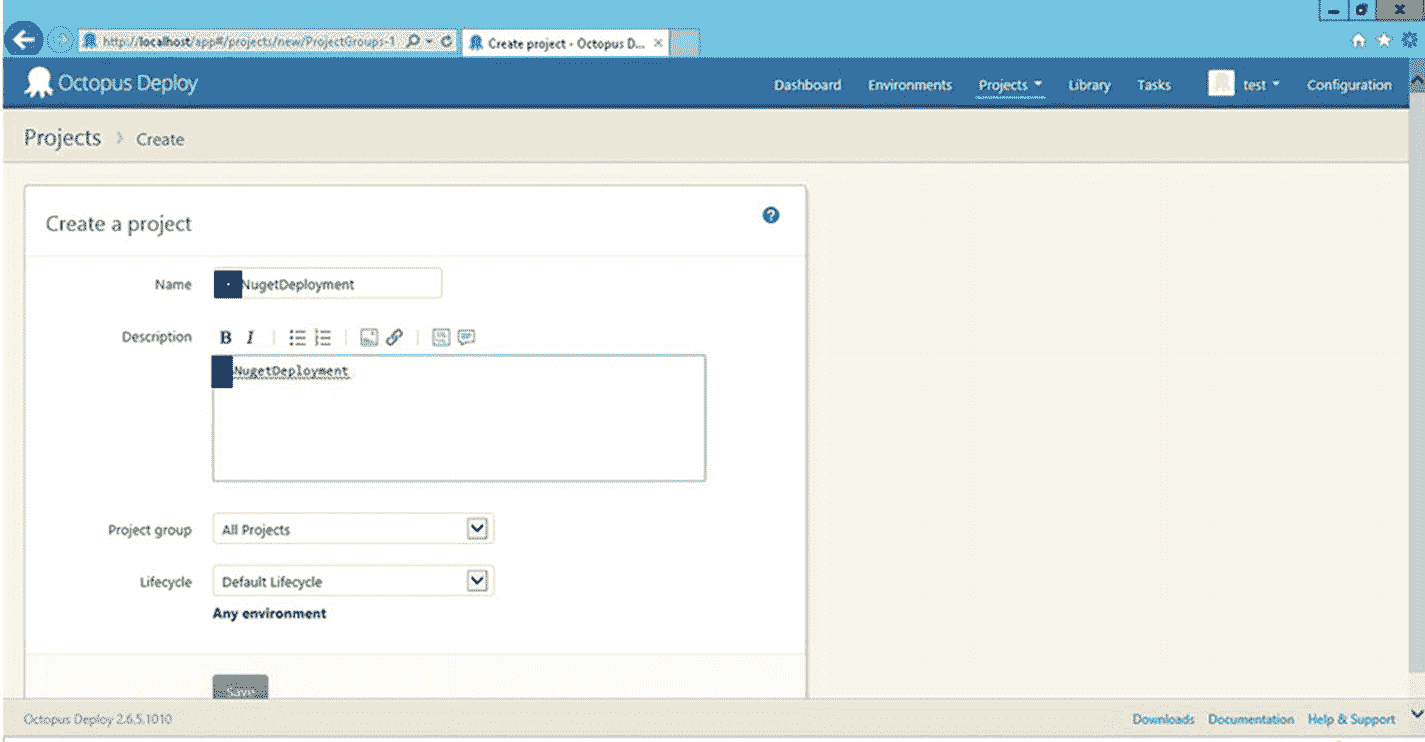 http://localhost/app#/projects/new/ProjectGroups-1
Create project - Octopus D...
Octopus Deploy
Dashboard Environments Projects Library Tasks test Configuration
Projects > Create
Create a project
?
Name NugetDeployment
Description B I
NugetDeployment
Project group All Projects
Lifecycle Default Lifecycle
Any environment
Save
Octopus Deploy 2.6.5.1010
Downloads Documentation Help & Support